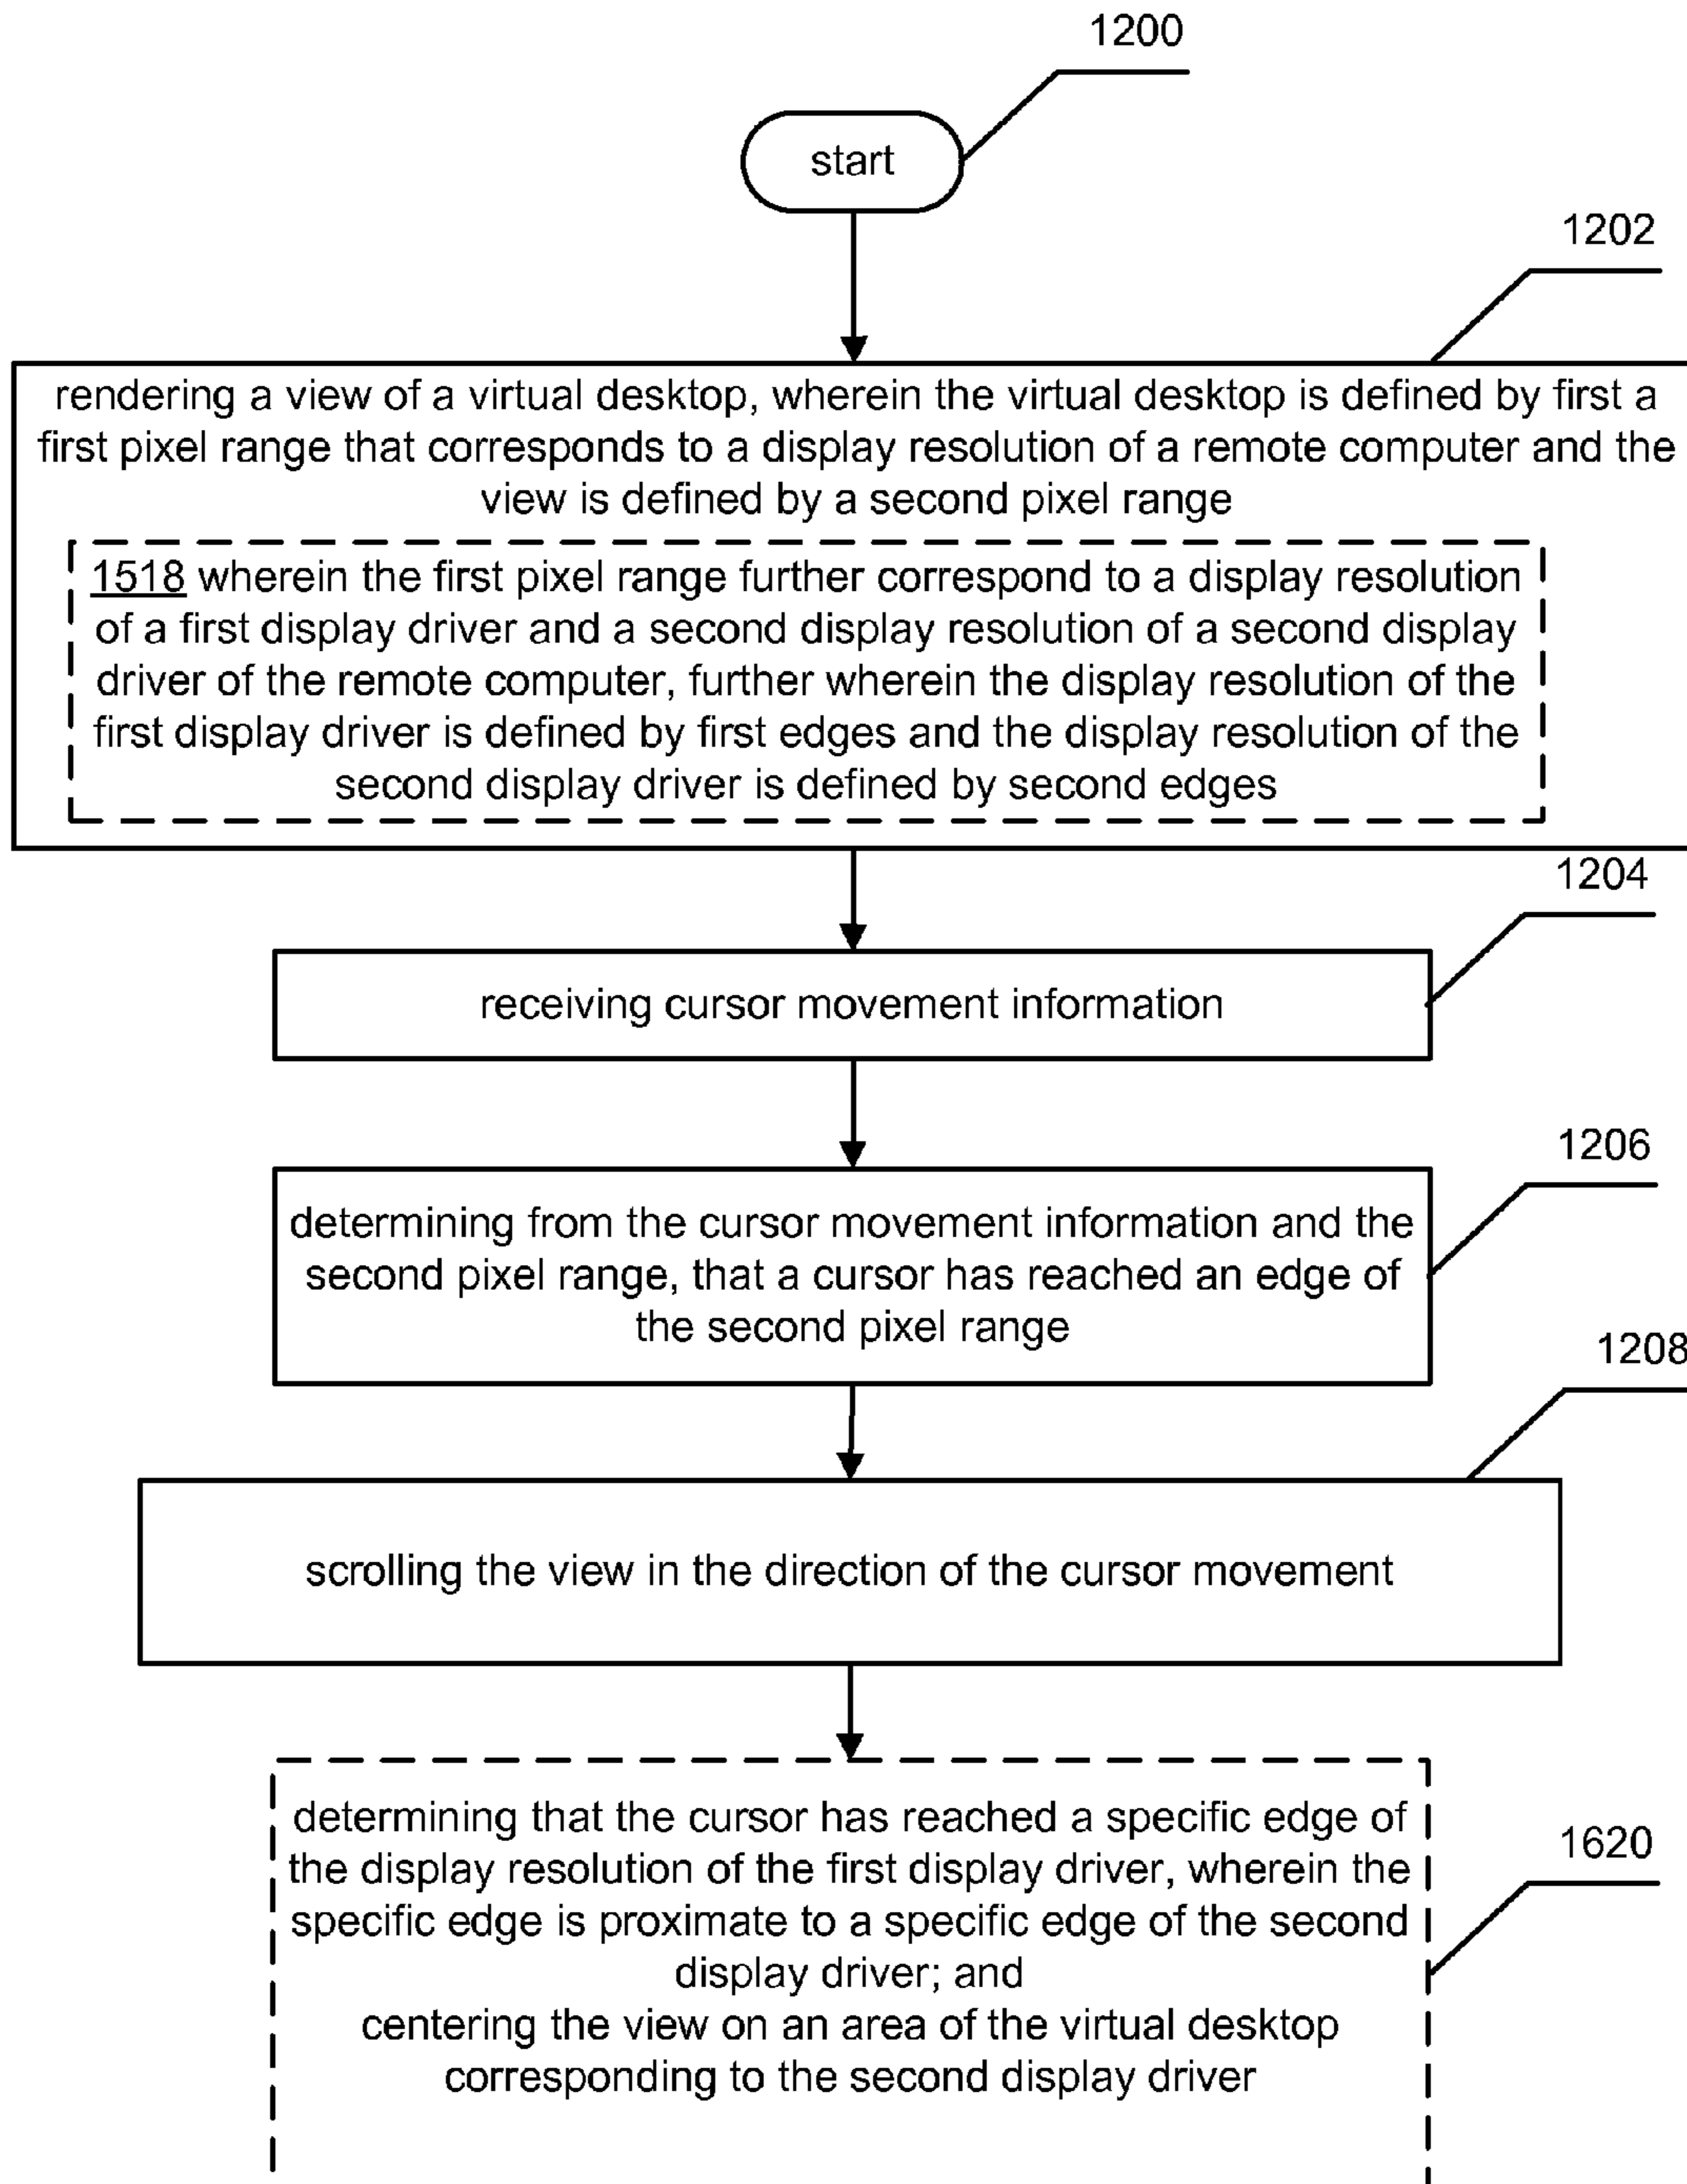 1200
start
1202
rendering a view of a virtual desktop, wherein the virtual desktop is defined by first a
first pixel range that corresponds to a display resolution of a remote computer and the
view is defined by a second pixel range
1518 wherein the first pixel range further correspond to a display resolution
of a first display driver and a second display resolution of a second display
driver of the remote computer, further wherein the display resolution of the
first display driver is defined by first edges and the display resolution of the
second display driver is defined by second edges
1204
receiving cursor movement information
1206
determining from the cursor movement information and the
second pixel range, that a cursor has reached an edge of
the second pixel range
1208
scrolling the view in the direction of the cursor movement
determining that the cursor has reached a specific edge of
the display resolution of the first display driver, wherein the
specific edge is proximate to a specific edge of the second
display driver; and
centering the view on an area of the virtual desktop
corresponding to the second display driver
1620